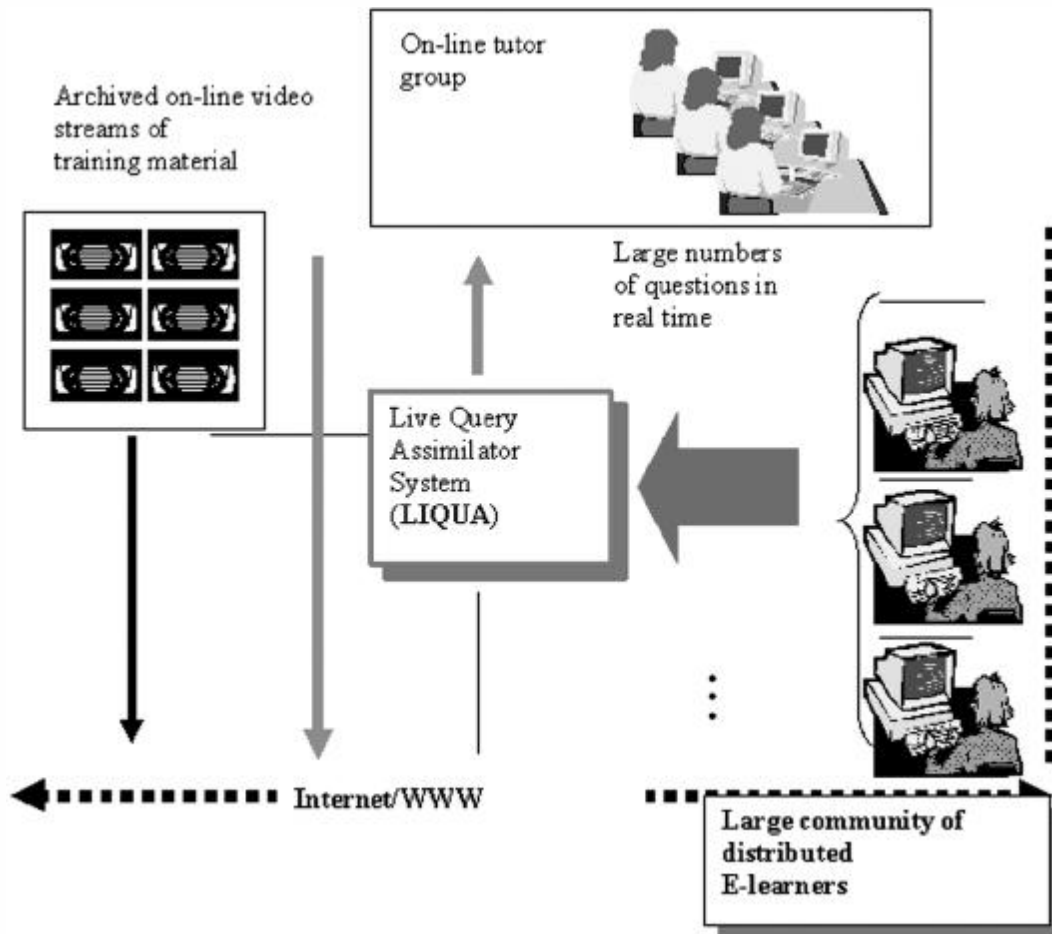 On-line tutor
group
Archived on-line video
streams of
training material
Large numbers
of questions in
real time
Live Query
Assimilator
System
(LIQUA)
Internet/WWW
Large community of
distributed
E-learners